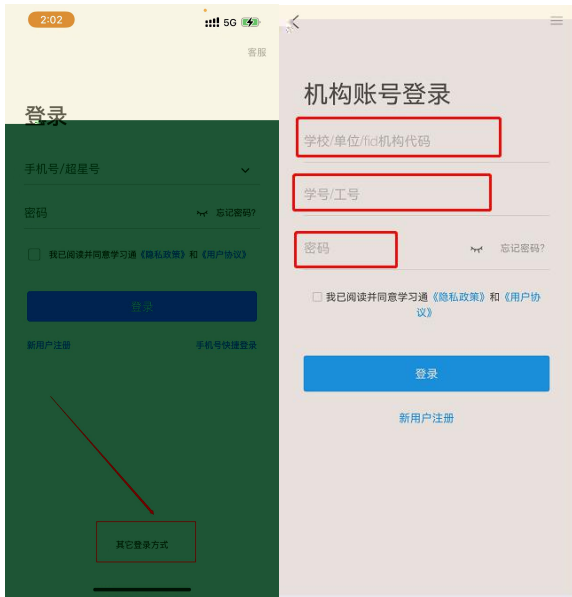 2:02
5G
客服
登录
手机号/超星号
密码
忘记密码?
我已阅读并同意学习通《隐私政策》和《用户协议》
登录
新用户注册
手机号快捷登录
其它登录方式
机构账号登录
学校/单位/fid机构代码
学号/工号
密码
忘记密码?
我已阅读并同意学习通《隐私政策》和《用户协
议》
登录
新用户注册